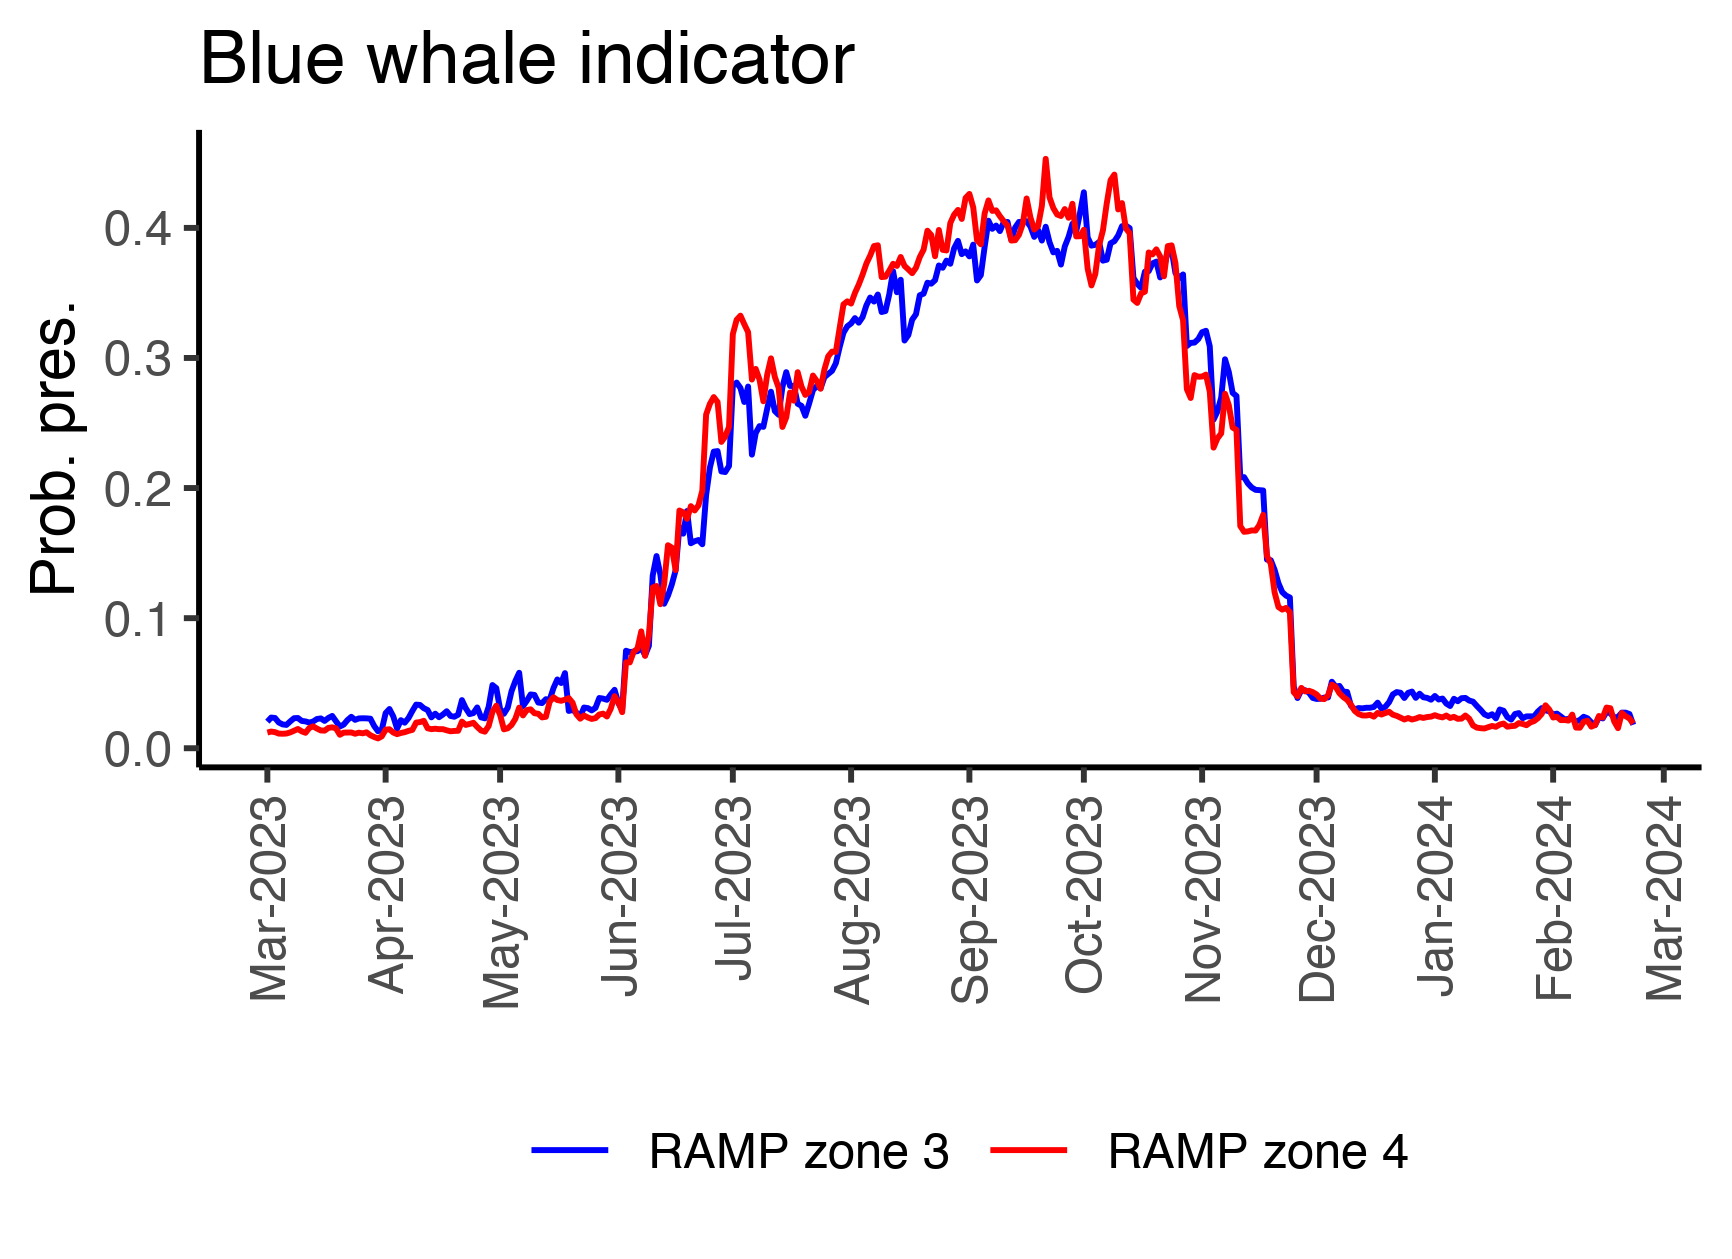 Blue whale indicator
Prob. pres.
0.4
0.3
0.2
0.1
0.0
Mar-2023
Apr-2023
May-2023
Jun-2023
Jul-2023
Aug-2023
Sep-2023
Oct-2023
Nov-2023
Dec-2023
Jan-2024
Feb-2024
Mar-2024
RAMP zone 3
RAMP zone 4